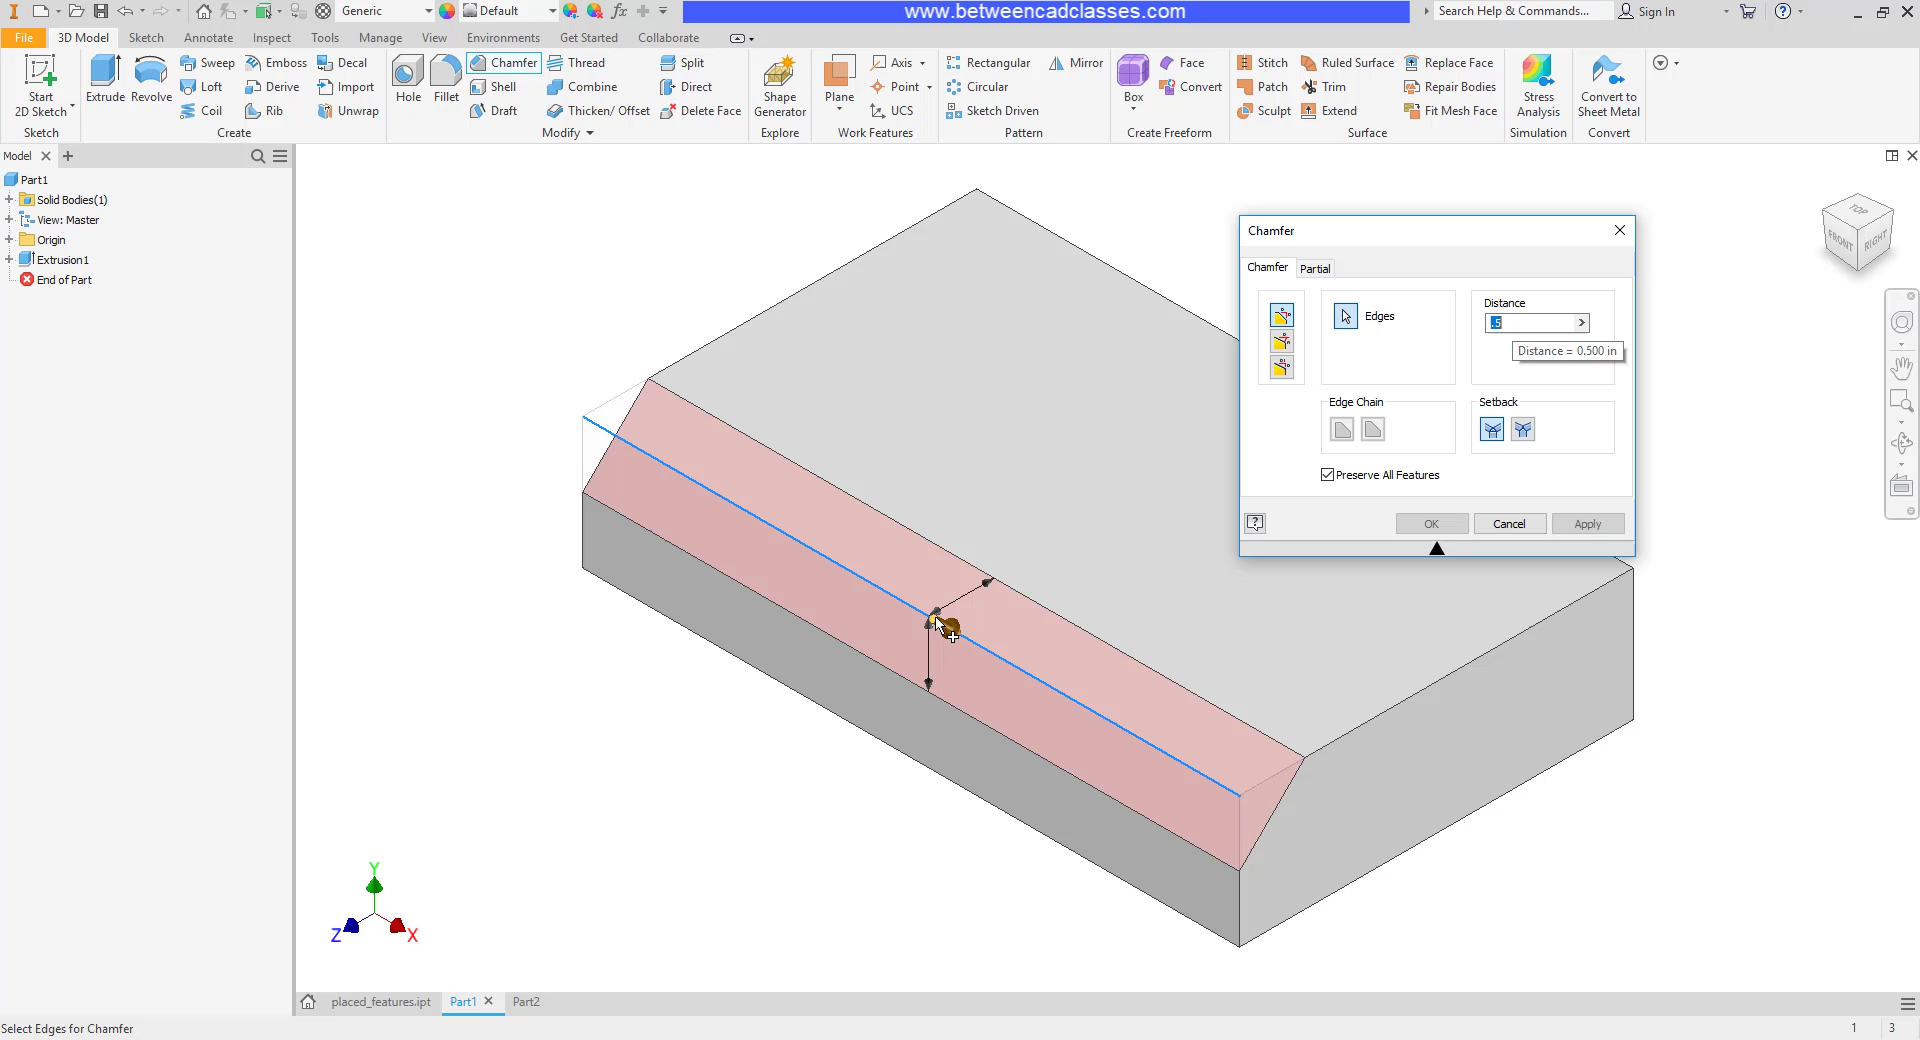 Generic
Default
www.betweencadclasses.com
Search Help & Commands...
Sign In
File
3D Model
Sketch
Annotate
Inspect
Tools
Manage
View
Environments
Get Started
Collaborate
Start
2D Sketch
Sketch
Extrude
Revolve
Sweep
Loft
Coil
Emboss
Derive
Rib
Decal
Import
Unwrap
Create
Hole
Fillet
Chamfer
Shell
Draft
Thread
Combine
Thicken/ Offset
Split
Direct
Delete Face
Modify
Shape
Generator
Explore
Plane
Axis
Point
UCS
Work Features
Rectangular
Circular
Sketch Driven
Mirror
Pattern
Box
Face
Convert
Create Freeform
Stitch
Patch
Sculpt
Ruled Surface
Trim
Extend
Replace Face
Repair Bodies
Fit Mesh Face
Surface
Stress
Analysis
Simulation
Convert to
Sheet Metal
Convert
Model
Part1
Solid Bodies(1)
View: Master
Origin
Extrusion1
End of Part
TOP
FRONT
RIGHT
Chamfer
Chamfer
Partial
Edges
Distance
.5
Distance = 0.500 in
Edge Chain
Setback
Preserve All Features
OK
Cancel
Apply
Y
Z
X
placed_features.ipt
Part1
Part2
Select Edges for Chamfer
1
3